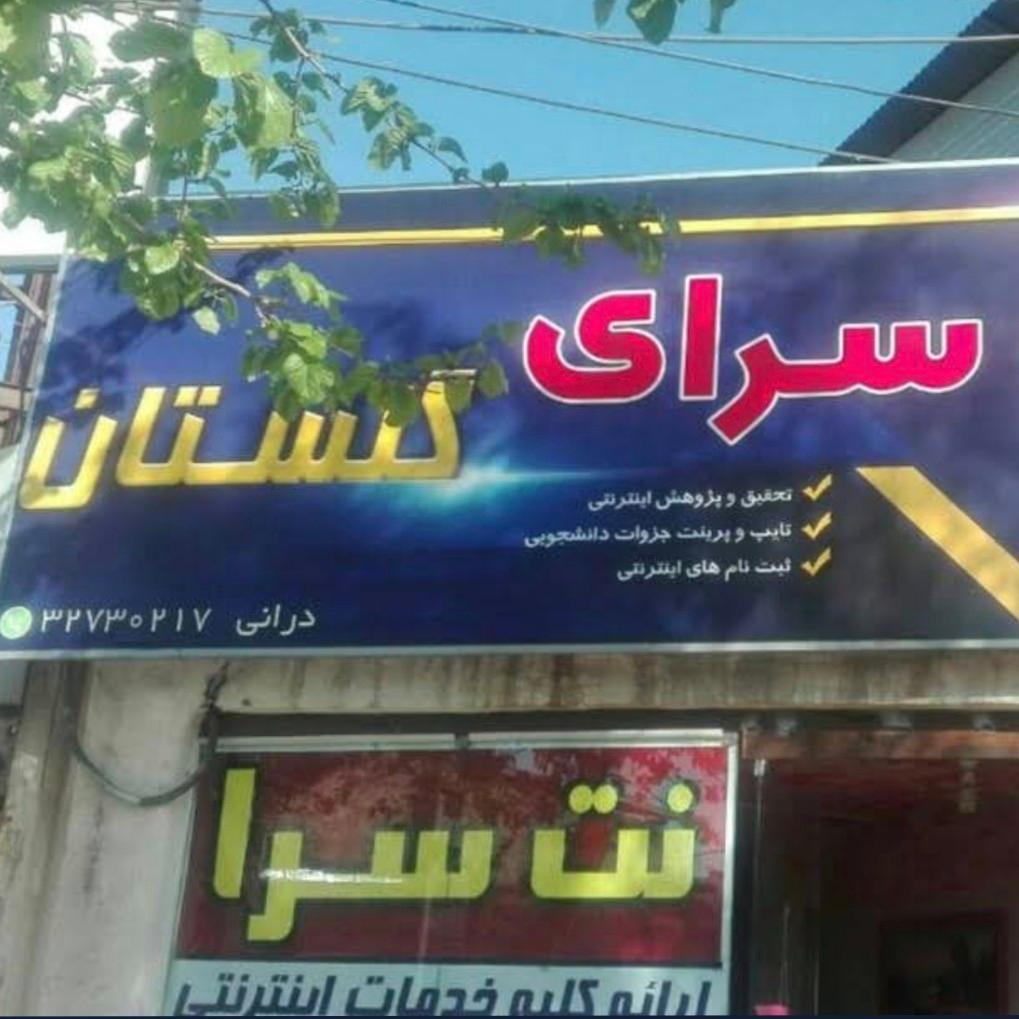 سرای
گلستان
تحقیق و پژوهش اینترنتی
تایپ و پرینت جزوات دانشجویی
ثبت نام های اینترنتی
درانی ۳۲۷۳۰۲۱۷
نت سرا
ارائه کلیه خدمات اینترنتی